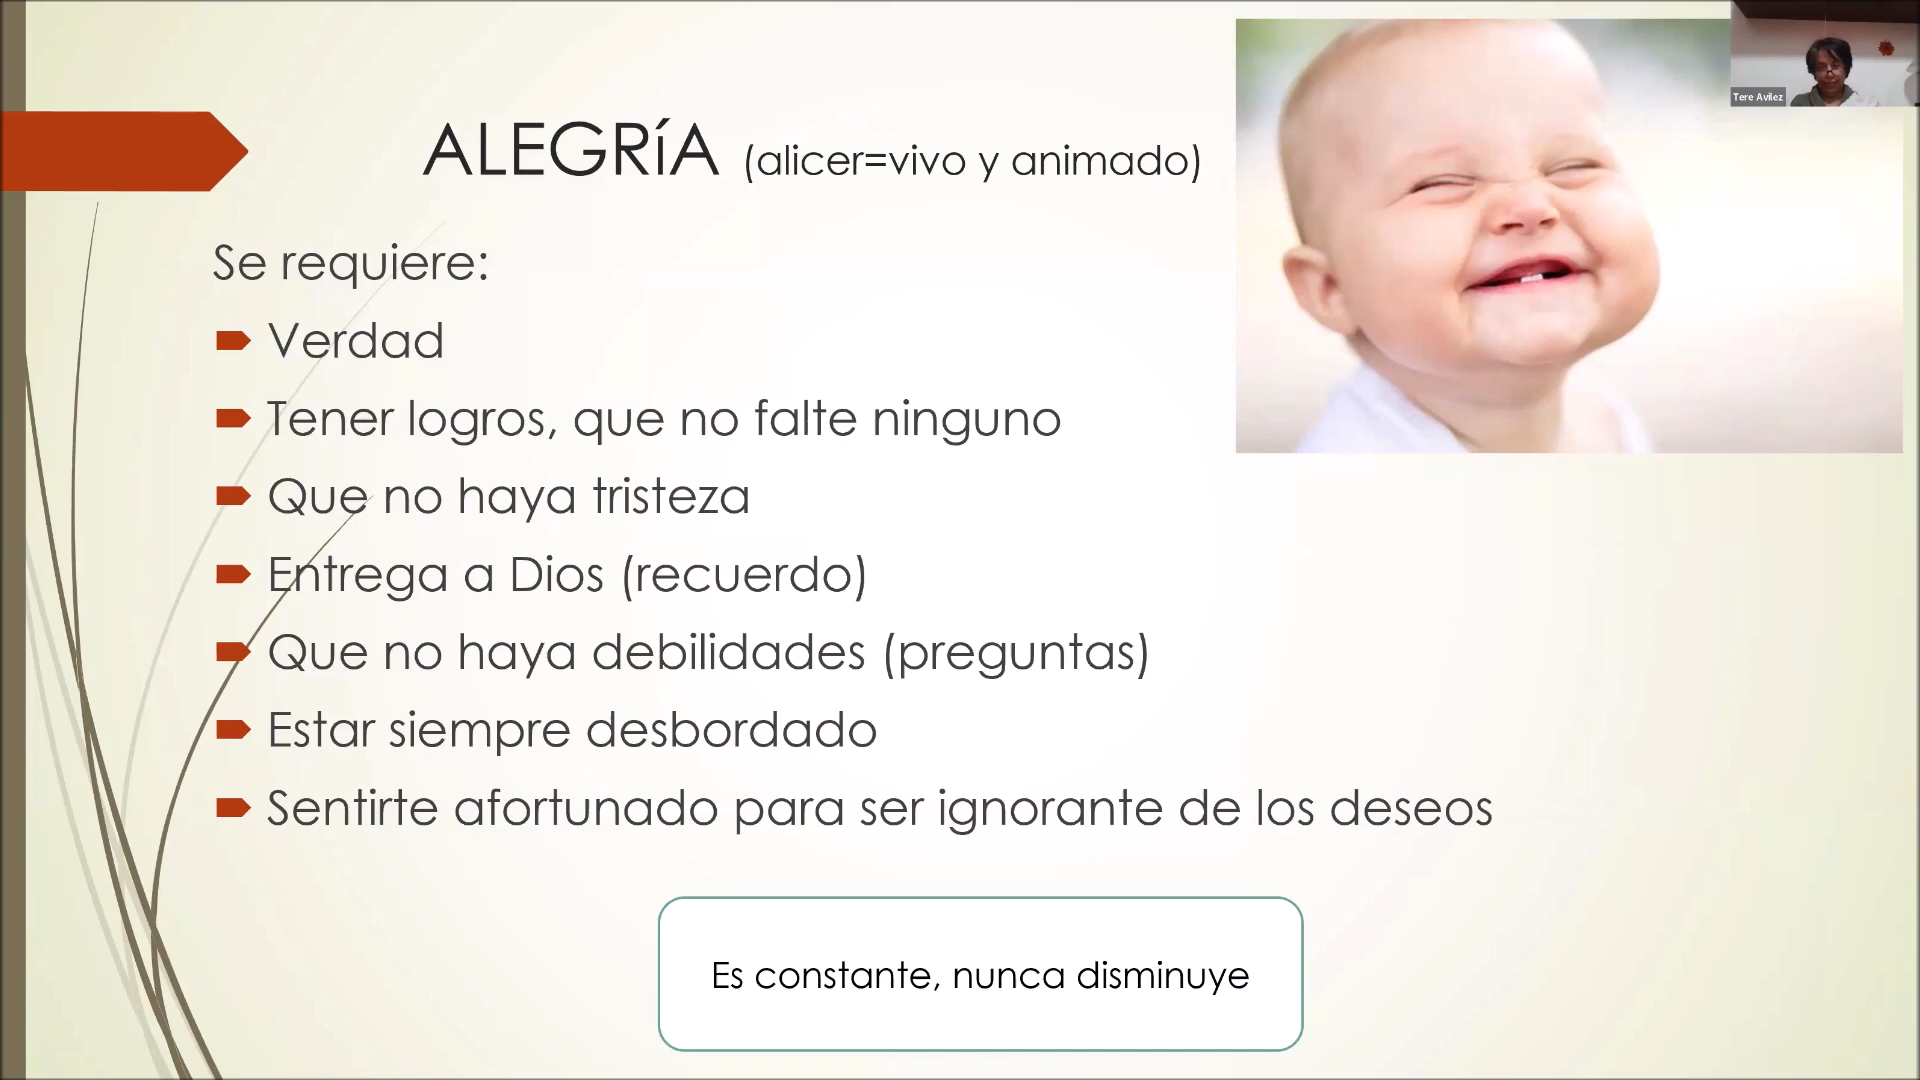 Tere Avilez
ALEGRíA (alicer=vivo y animado)
Se requiere:
Verdad
Tener logros, que no falte ninguno
Que no haya tristeza
Entrega a Dios (recuerdo)
Que no haya debilidades (preguntas)
Estar siempre desbordado
Sentirte afortunado para ser ignorante de los deseos
Es constante, nunca disminuye